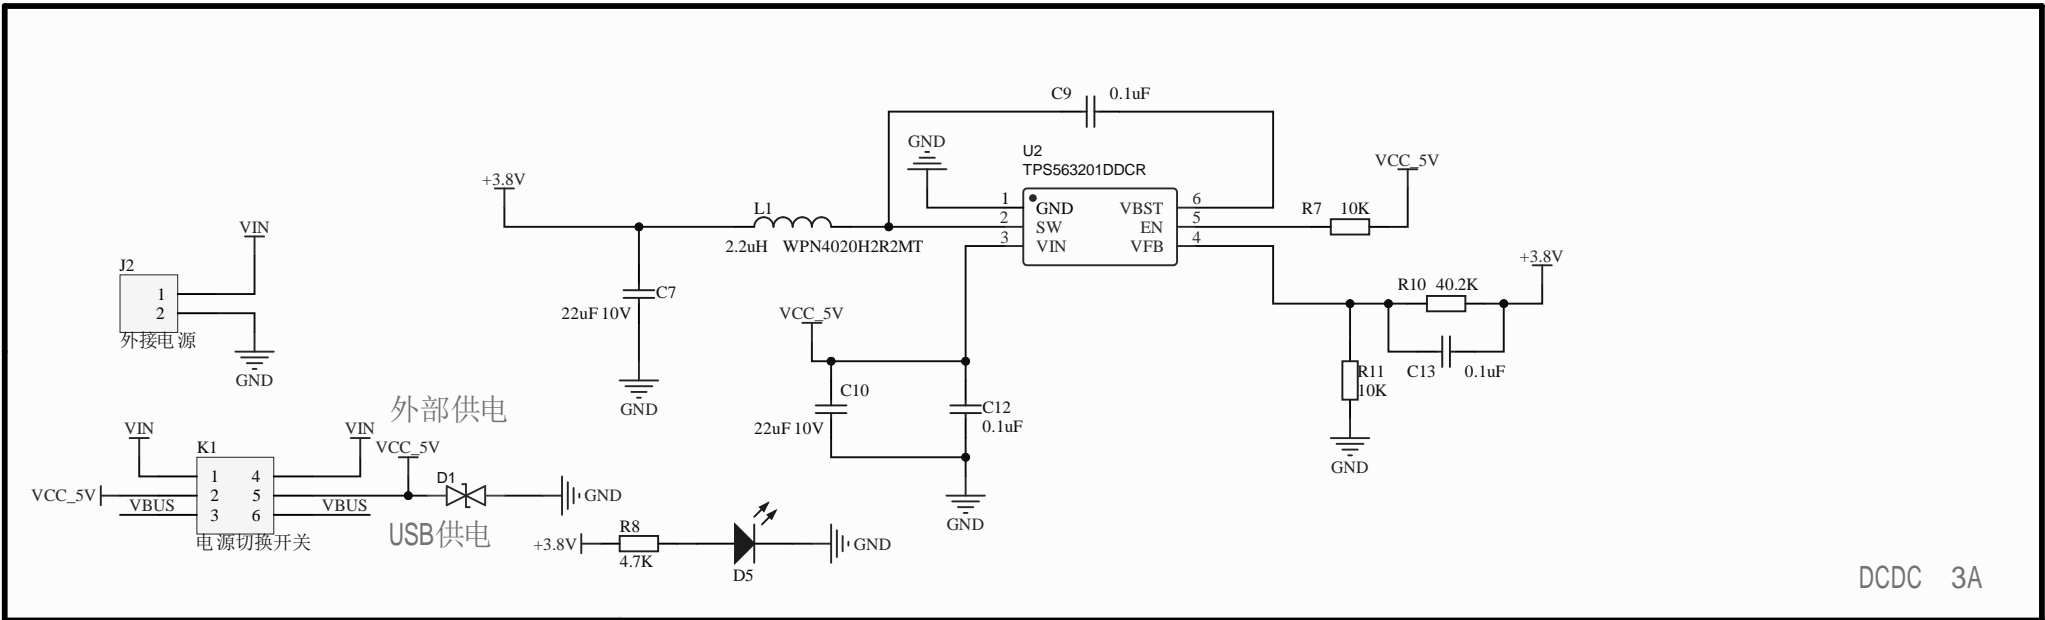 C9 0.1uF
GND
U2
TPS563201DDCR
VCC_5V
+3.8V
1 GND VBST 6
2 SW EN 5
3 VIN VFB 4
R7 10K
L1
2.2uH WPN4020H2R2MT
VIN
J2
1
2
外接电源
GND
C7
22uF 10V
GND
+3.8V
R10 40.2K
C13 0.1uF
R11
10K
GND
VCC_5V
C10
22uF 10V
C12
0.1uF
GND
外部供电
VIN
VIN
K1
VCC_5V
1 4
VCC_5V 2 5
VBUS 3 6 VBUS
电源切换开关
D1
GND
USB供电
+3.8V
R8
4.7K
D5
GND
DCDC 3A